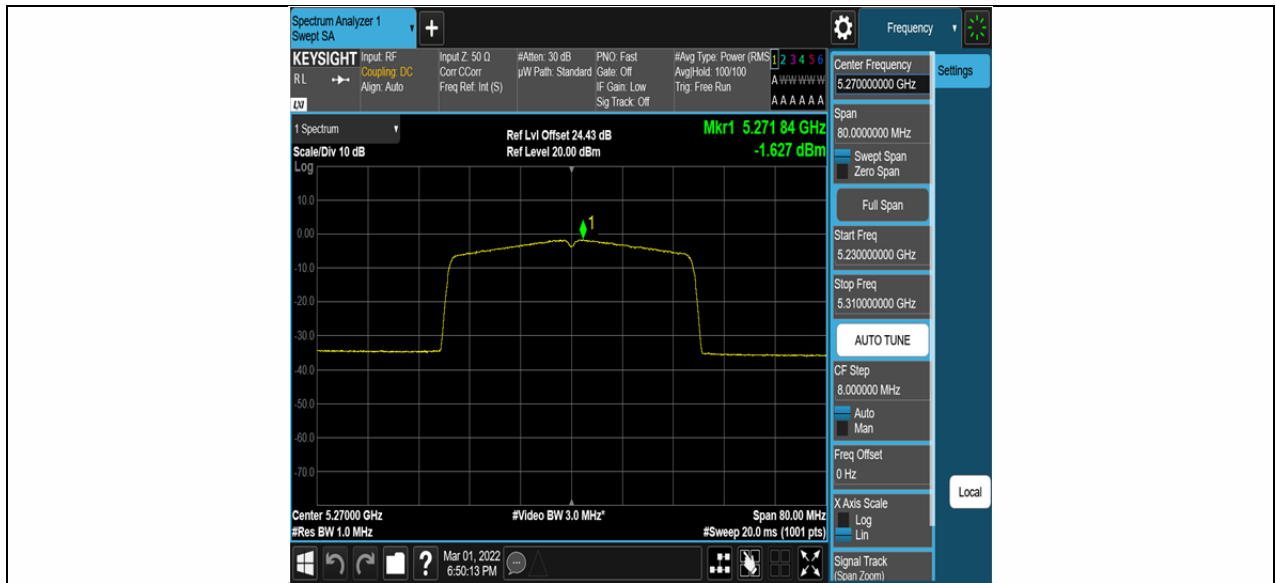 Spectrum Analyzer 1
Swept SA
+
Frequency
KEYSIGHT
RL
LXI
Input: RF
Coupling: DC
Align: Auto
Input Z: 50 Ω
Corr CCorr
Freq Ref: Int (S)
#Atten: 30 dB
µW Path: Standard
PNO: Fast
Gate: Off
IF Gain: Low
Sig Track: Off
#Avg Type: Power (RMS
Avg|Hold: 100/100
Trig: Free Run
1 2 3 4 5 6
A W W W W W
A A A A A A
1 Spectrum
Scale/Div 10 dB
Log
Ref Lvl Offset 24.43 dB
Ref Level 20.00 dBm
Mkr1 5.271 84 GHz
-1.627 dBm
1
10.0
0.00
-10.0
-20.0
-30.0
-40.0
-50.0
-60.0
-70.0
Center 5.27000 GHz
#Res BW 1.0 MHz
#Video BW 3.0 MHz*
Span 80.00 MHz
#Sweep 20.0 ms (1001 pts)
?
Mar 01, 2022
6:50:13 PM
Center Frequency
5.270000000 GHz
Span
80.0000000 MHz
Swept Span
Zero Span
Full Span
Start Freq
5.230000000 GHz
Stop Freq
5.310000000 GHz
AUTO TUNE
CF Step
8.000000 MHz
Auto
Man
Freq Offset
0 Hz
X Axis Scale
Log
Lin
Signal Track
(Span Zoom)
Settings
Local